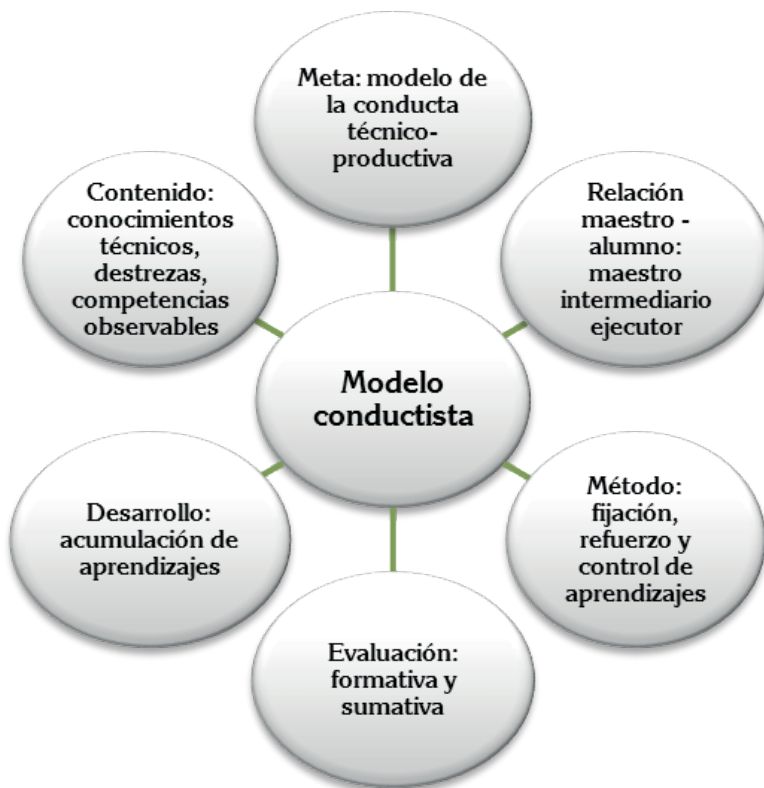 Meta: modelo de
la conducta
técnico-
productiva
Relación
maestro -
alumno:
maestro
intermediario
ejecutor
Método:
fijación,
refuerzo y
control de
aprendizajes
Evaluación:
formativa y
sumativa
Desarrollo:
acumulación de
aprendizajes
Contenido:
conocimientos
técnicos,
destrezas,
competencias
observables
Modelo
conductista